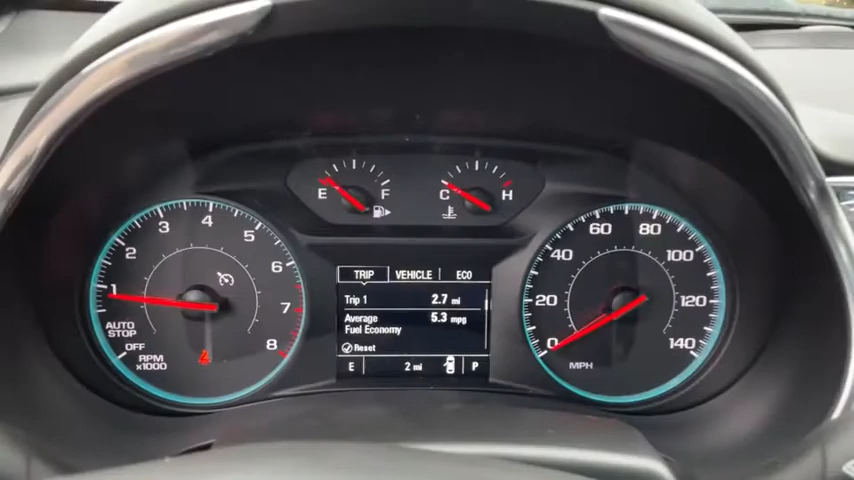 E F
C H
1 2 3 4 5 6 7 8
AUTO
STOP
OFF
RPM
x1000
TRIP VEHICLE ECO
Trip 1 2.7 mi
Average 5.3 mpg
Fuel Economy
Reset
E 2 mi P
0 20 40 60 80 100 120 140
MPH